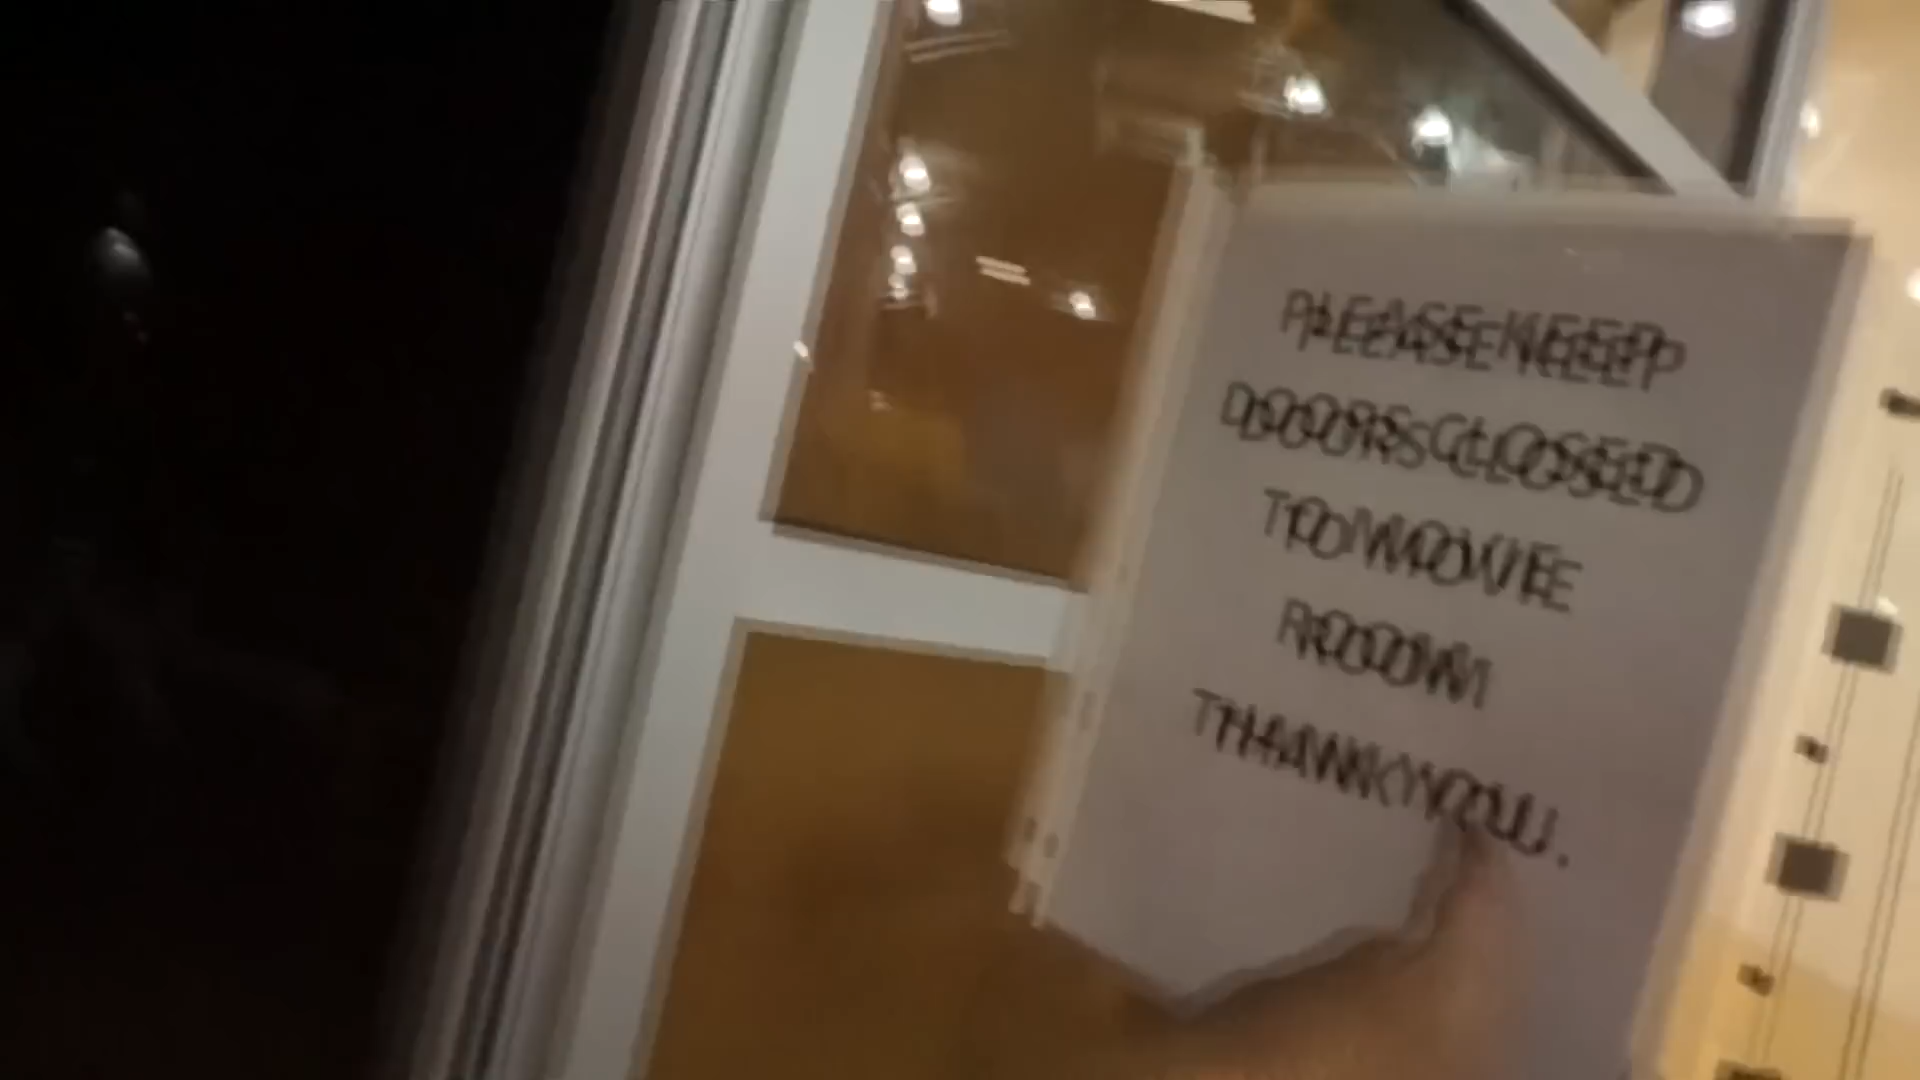 PLEASE KEEP
DOORS CLOSED
TO MOVIE
ROOM
THANK YOU.